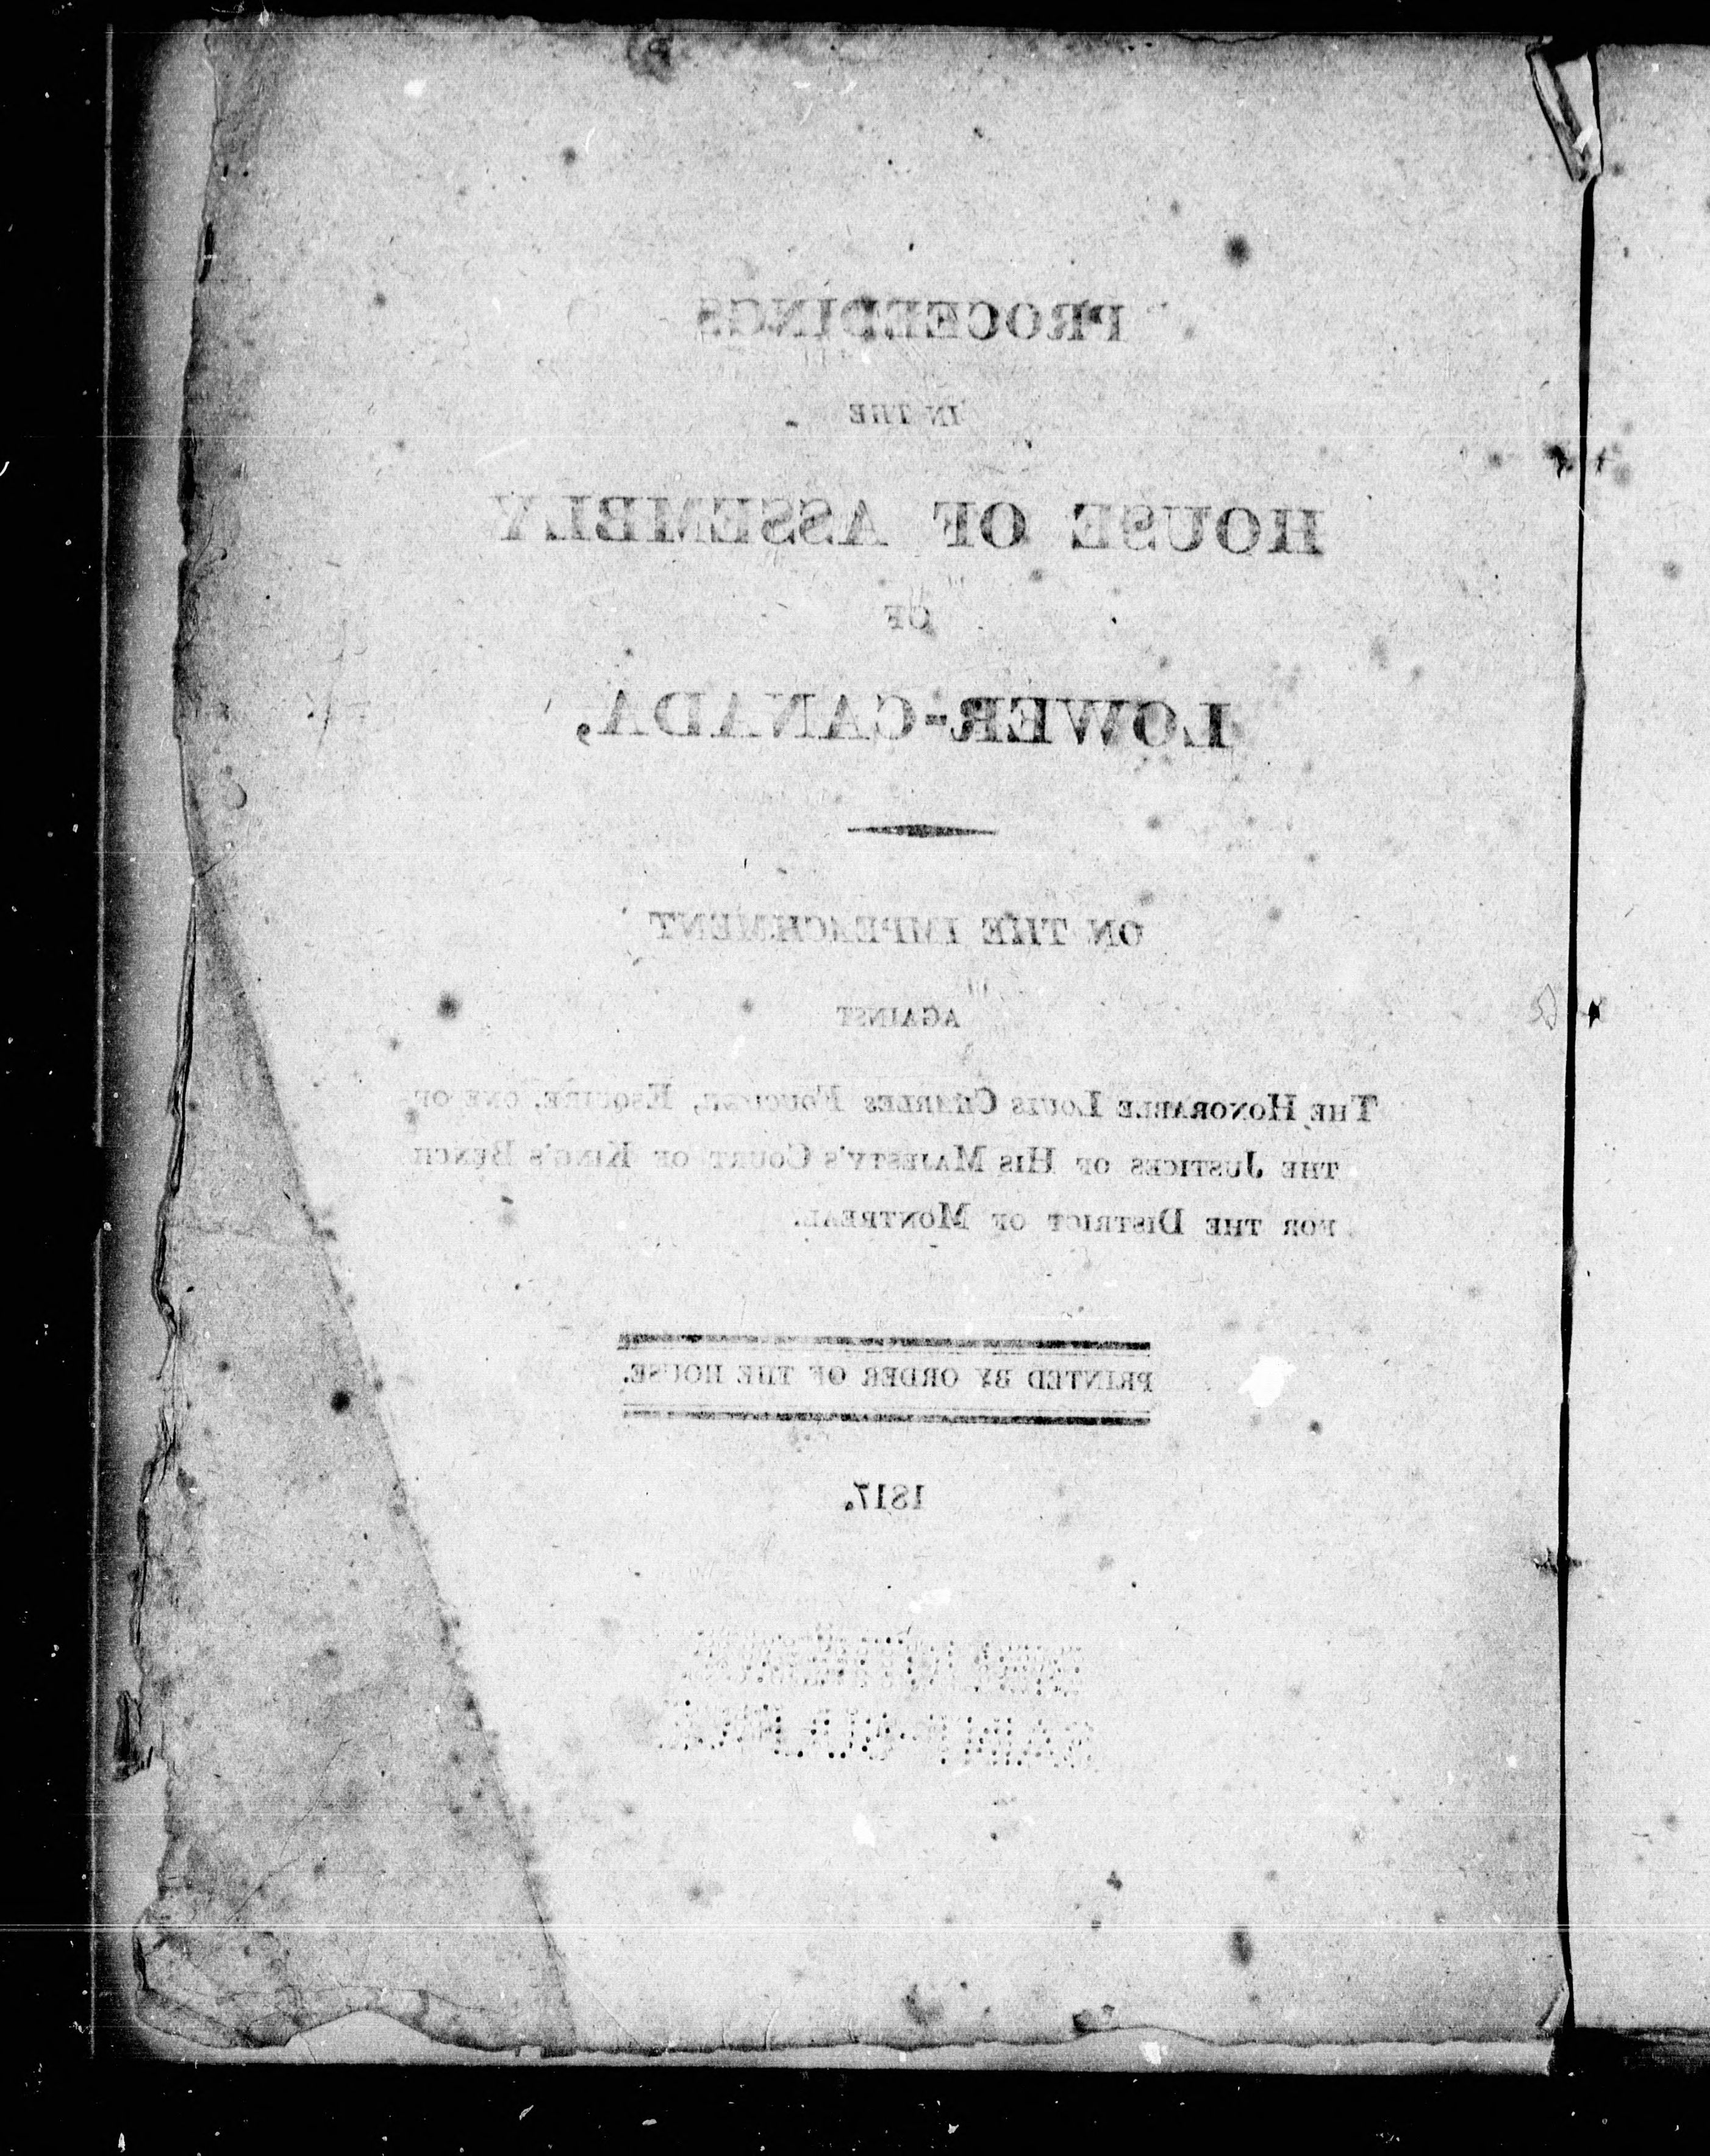 PROCEEDINGS
IN THE
HOUSE OF ASSEMBLY
OF
LOWER-CANADA,
ON THE IMPEACHMENT
AGAINST
THE HONORABLE LOUIS CHARLES FOUCHER, ESQUIRE, ONE OF
THE JUSTICES OF HIS MAJESTY'S COURT OF KING'S BENCH
FOR THE DISTRICT OF MONTREAL.
PRINTED BY ORDER OF THE HOUSE.
1817.